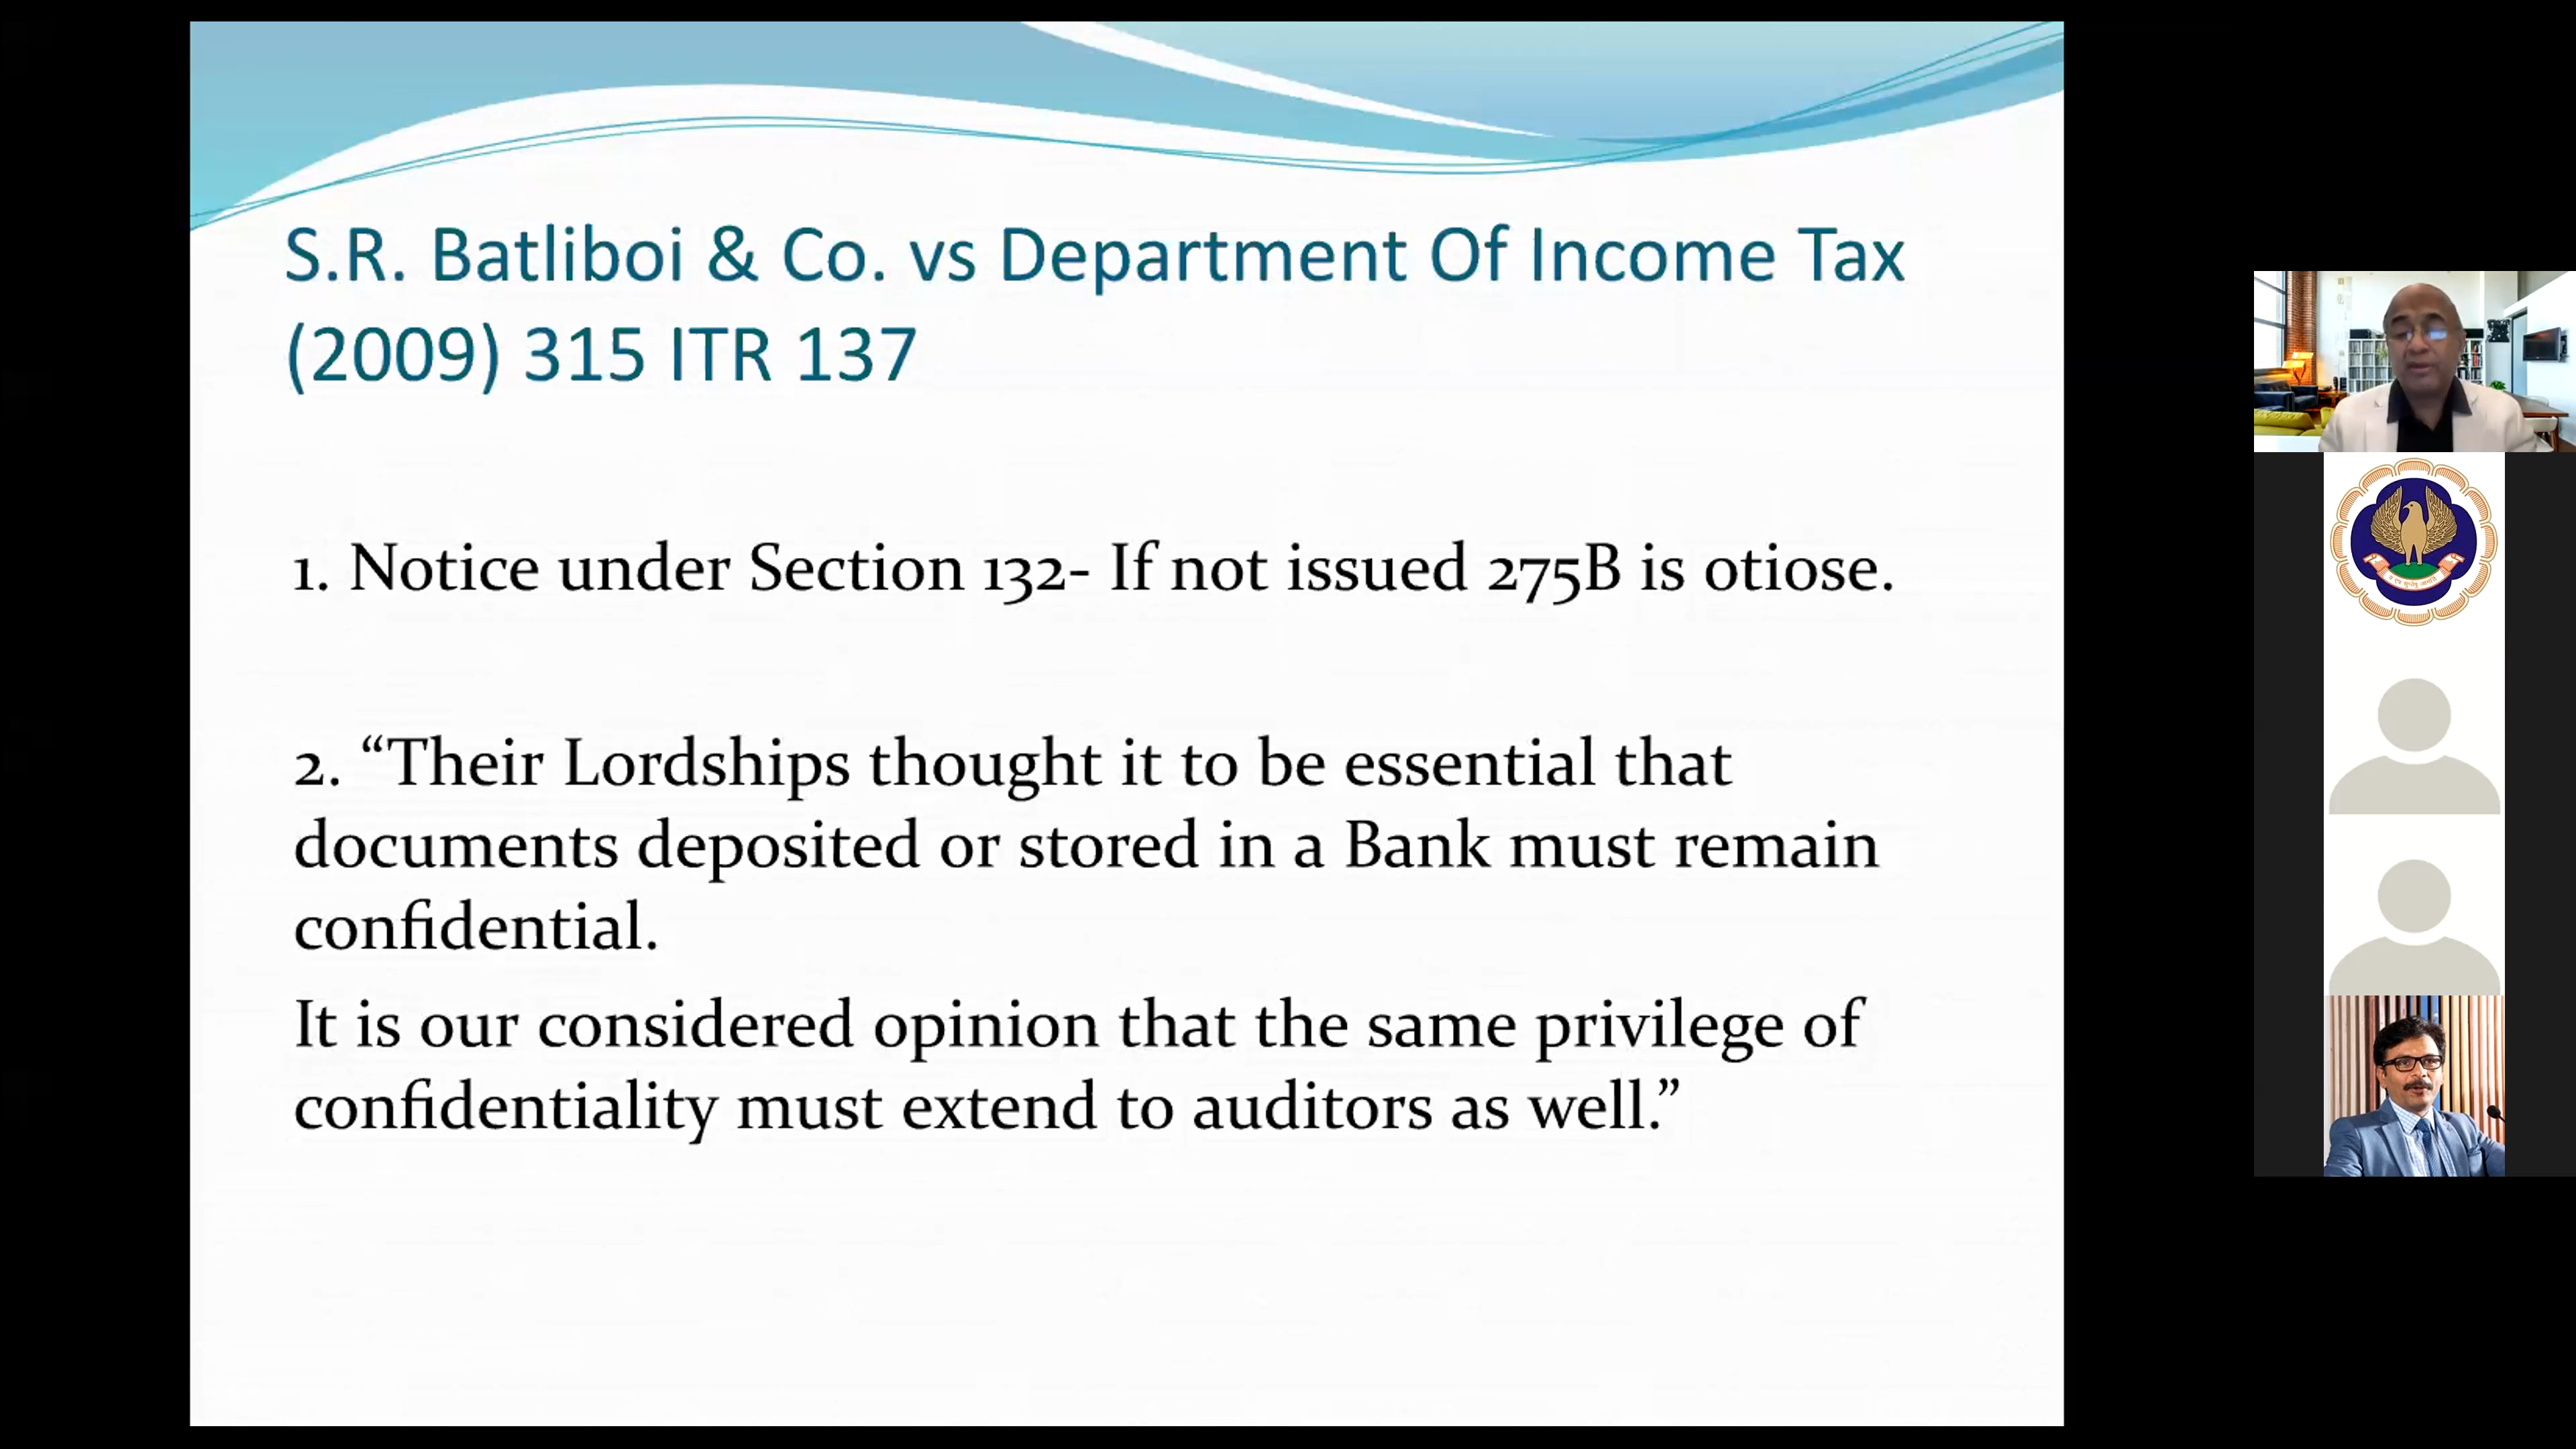 S.R. Batliboi & Co. vs Department Of Income Tax
(2009) 315 ITR 137
1. Notice under Section 132- If not issued 275B is otiose.
2. “Their Lordships thought it to be essential that
documents deposited or stored in a Bank must remain
confidential.
It is our considered opinion that the same privilege of
confidentiality must extend to auditors as well.”